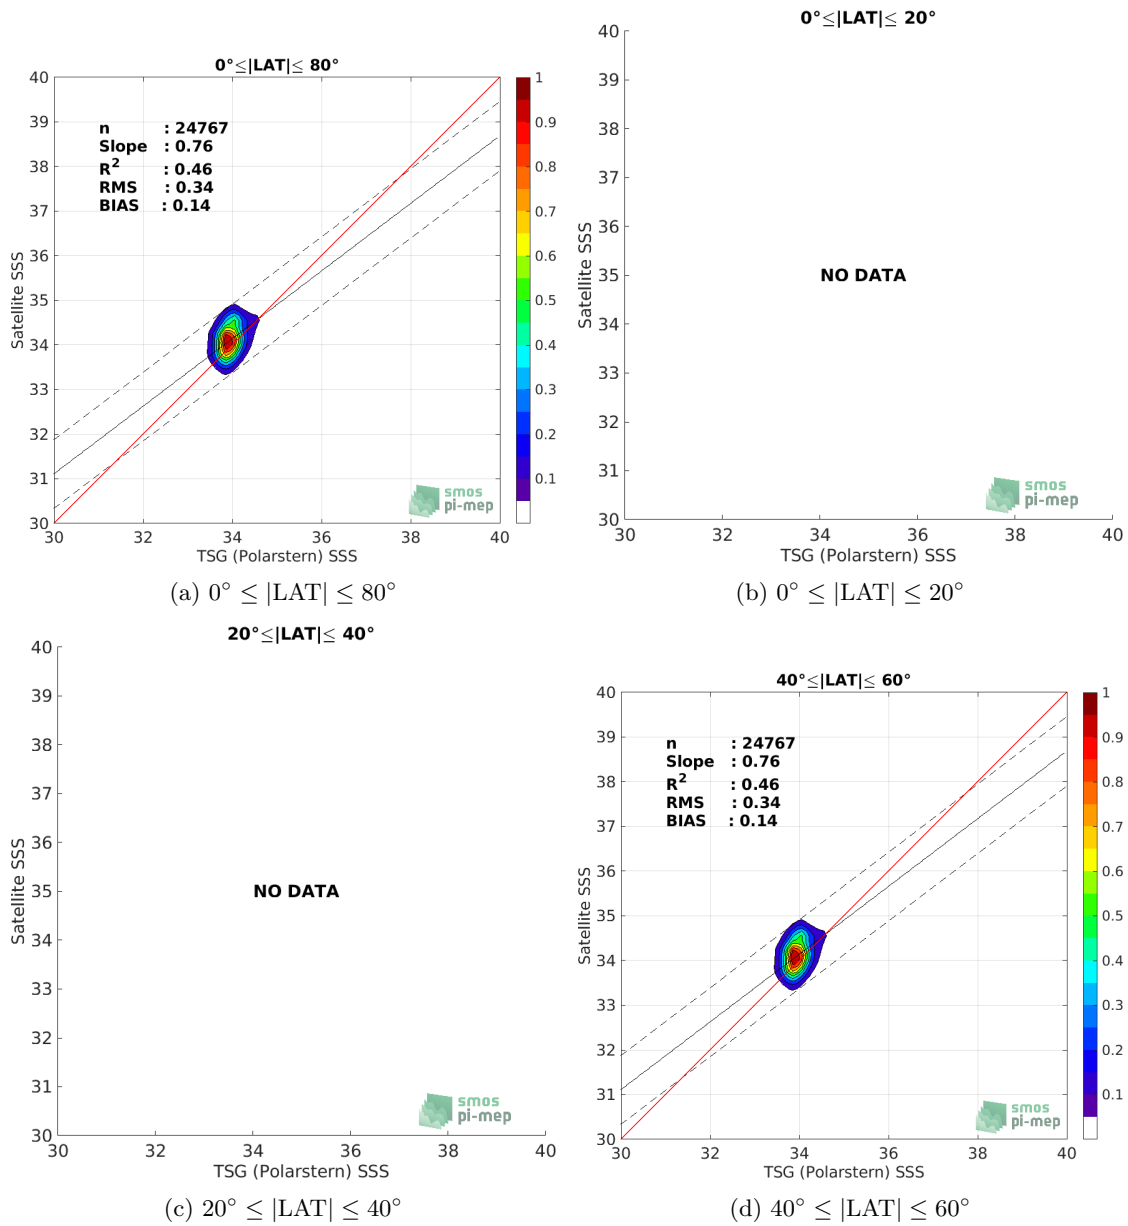 0°≤|LAT|≤ 80°
40
39
38
37
36
35
34
33
32
31
30
Satellite SSS
n : 24767
Slope : 0.76
R² : 0.46
RMS : 0.34
BIAS : 0.14
smos
pi-mep
30 32 34 36 38 40
TSG (Polarstern) SSS
1
0.9
0.8
0.7
0.6
0.5
0.4
0.3
0.2
0.1
(a) 0° ≤ |LAT| ≤ 80°
0°≤|LAT|≤ 20°
40
39
38
37
36
35
34
33
32
31
30
Satellite SSS
NO DATA
smos
pi-mep
30 32 34 36 38 40
TSG (Polarstern) SSS
(b) 0° ≤ |LAT| ≤ 20°
20°≤|LAT|≤ 40°
40
39
38
37
36
35
34
33
32
31
30
Satellite SSS
NO DATA
smos
pi-mep
30 32 34 36 38 40
TSG (Polarstern) SSS
(c) 20° ≤ |LAT| ≤ 40°
40°≤|LAT|≤ 60°
40
39
38
37
36
35
34
33
32
31
30
Satellite SSS
n : 24767
Slope : 0.76
R² : 0.46
RMS : 0.34
BIAS : 0.14
smos
pi-mep
30 32 34 36 38 40
TSG (Polarstern) SSS
1
0.9
0.8
0.7
0.6
0.5
0.4
0.3
0.2
0.1
(d) 40° ≤ |LAT| ≤ 60°